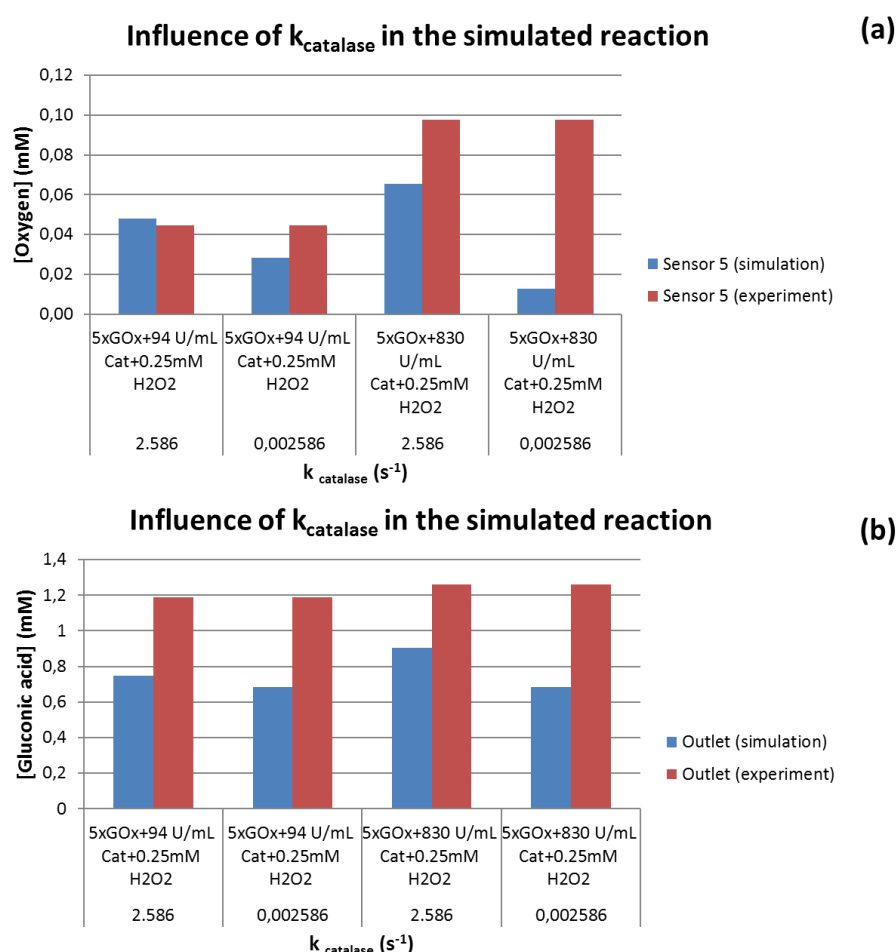 Influence of kcatalase in the simulated reaction
(a)
0,12
0,10
0,08
0,06
0,04
0,02
0,00
[Oxygen] (mM)
Sensor 5 (simulation)
Sensor 5 (experiment)
5xGOx+94 U/mL
Cat+0.25mM
H2O2
5xGOx+94 U/mL
Cat+0.25mM
H2O2
5xGOx+830
U/mL
Cat+0.25mM
H2O2
5xGOx+830
U/mL
Cat+0.25mM
H2O2
2.586
0,002586
2.586
0,002586
k catalase (s-1)
Influence of kcatalase in the simulated reaction
(b)
1,4
1,2
1
0,8
0,6
0,4
0,2
0
[Gluconic acid] (mM)
Outlet (simulation)
Outlet (experiment)
5xGOx+94 U/mL
Cat+0.25mM
H2O2
5xGOx+94 U/mL
Cat+0.25mM
H2O2
5xGOx+830 U/mL
Cat+0.25mM
H2O2
5xGOx+830 U/mL
Cat+0.25mM
H2O2
2.586
0,002586
2.586
0,002586
k catalase (s-1)